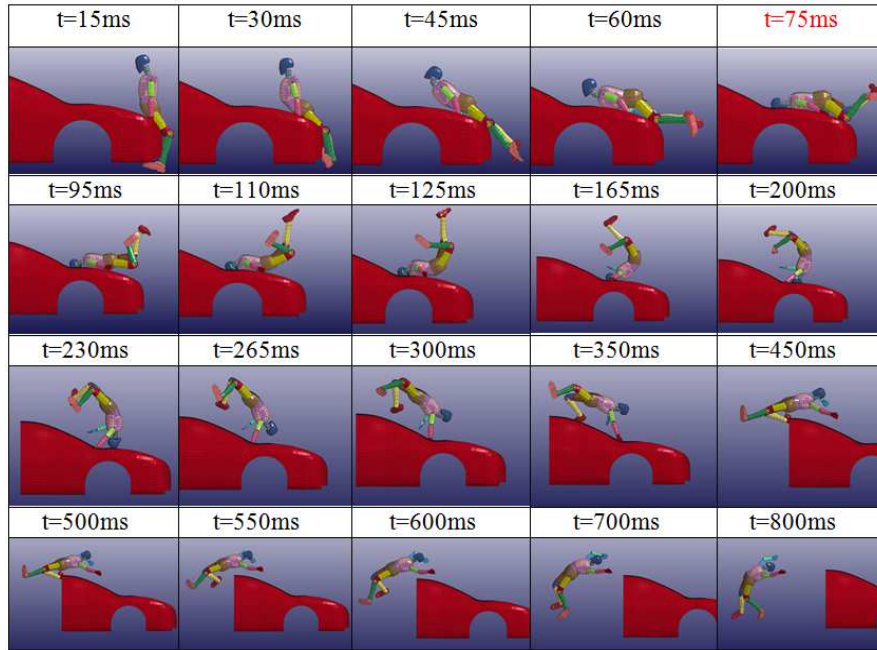 t=15ms t=30ms t=45ms t=60ms t=75ms
t=95ms t=110ms t=125ms t=165ms t=200ms
t=230ms t=265ms t=300ms t=350ms t=450ms
t=500ms t=550ms t=600ms t=700ms t=800ms